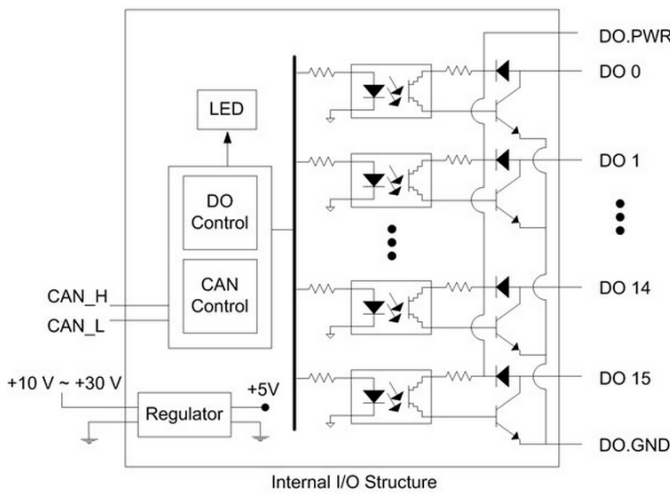 DO.PWR
DO 0
LED
DO 1
DO
Control
CAN
Control
CAN_H
CAN_L
DO 14
+10 V ~ +30 V
+5V
Regulator
DO 15
DO.GND
Internal I/O Structure